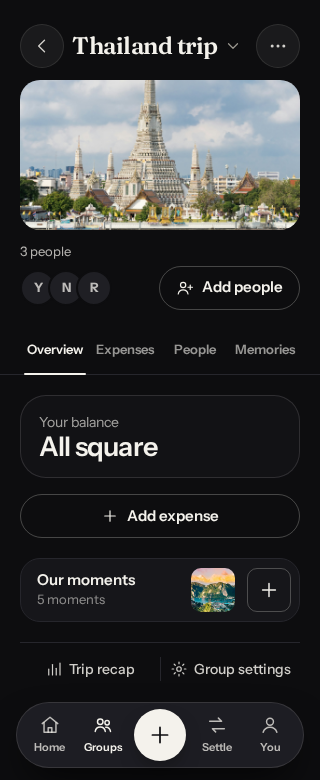 Thailand trip
3 people
Y N R
Add people
Overview Expenses People Memories
Your balance
All square
Add expense
Our moments
5 moments
Trip recap Group settings
Home Groups Settle You